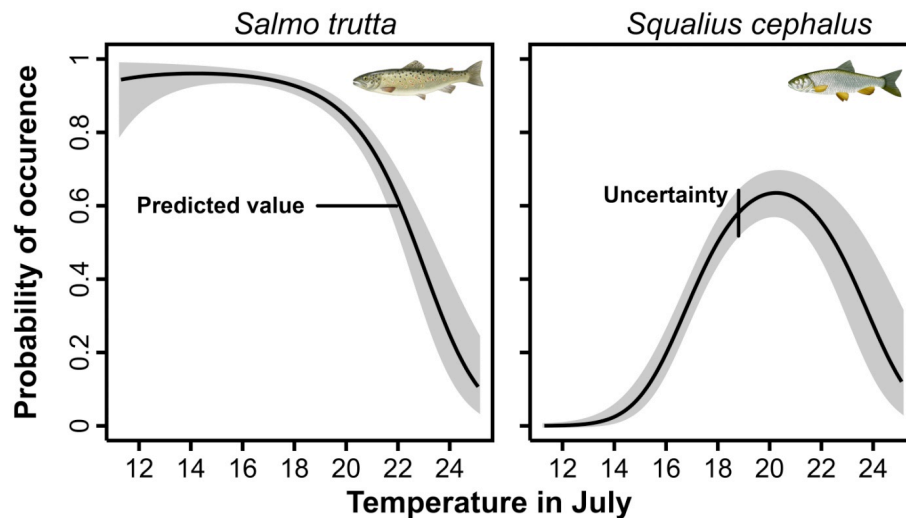 Salmo trutta
Squalius cephalus
Probability of occurence
1
0.8
0.6
0.4
0.2
0
Predicted value
Uncertainty
12 14 16 18 20 22 24
12 14 16 18 20 22 24
Temperature in July